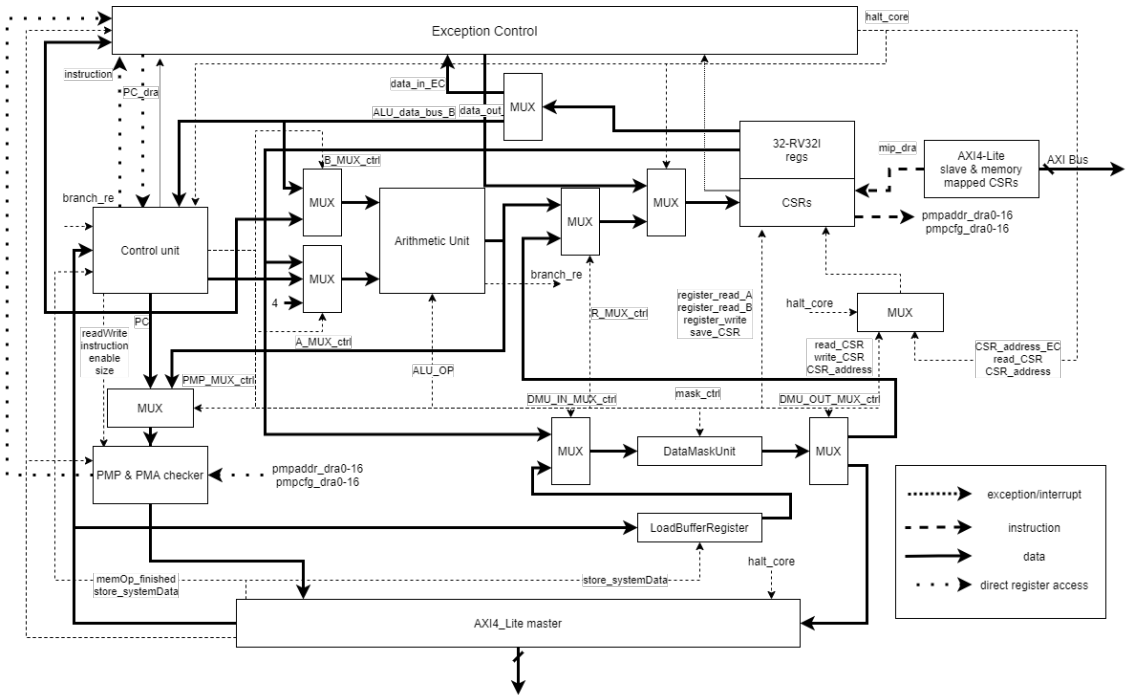 halt_core
Exception Control
instruction
PC_dra
data_in_EC
ALU_data_bus_B
data_out_
MUX
32-RV32I
regs
CSRs
mip_dra
AXI4-Lite
slave & memory
mapped CSRs
AXI Bus
pmpaddr_dra0-16
pmpcfg_dra0-16
B_MUX_ctrl
MUX
MUX
MUX
MUX
branch_re
Control unit
Arithmetic Unit
4
branch_re
A_MUX_ctrl
R_MUX_ctrl
register_read_A
register_read_B
register_write
save_CSR
halt_core
MUX
PC
readWrite
instruction
enable
size
read_CSR
write_CSR
CSR_address
CSR_address_EC
read_CSR
CSR_address
PMP_MUX_ctrl
ALU_OP
MUX
DMU_IN_MUX_ctrl
mask_ctrl
DMU_OUT_MUX_ctrl
MUX
DataMaskUnit
MUX
PMP & PMA checker
pmpaddr_dra0-16
pmpcfg_dra0-16
LoadBufferRegister
exception/interrupt
instruction
data
direct register access
memOp_finished
store_systemData
store_systemData
halt_core
AXI4_Lite master